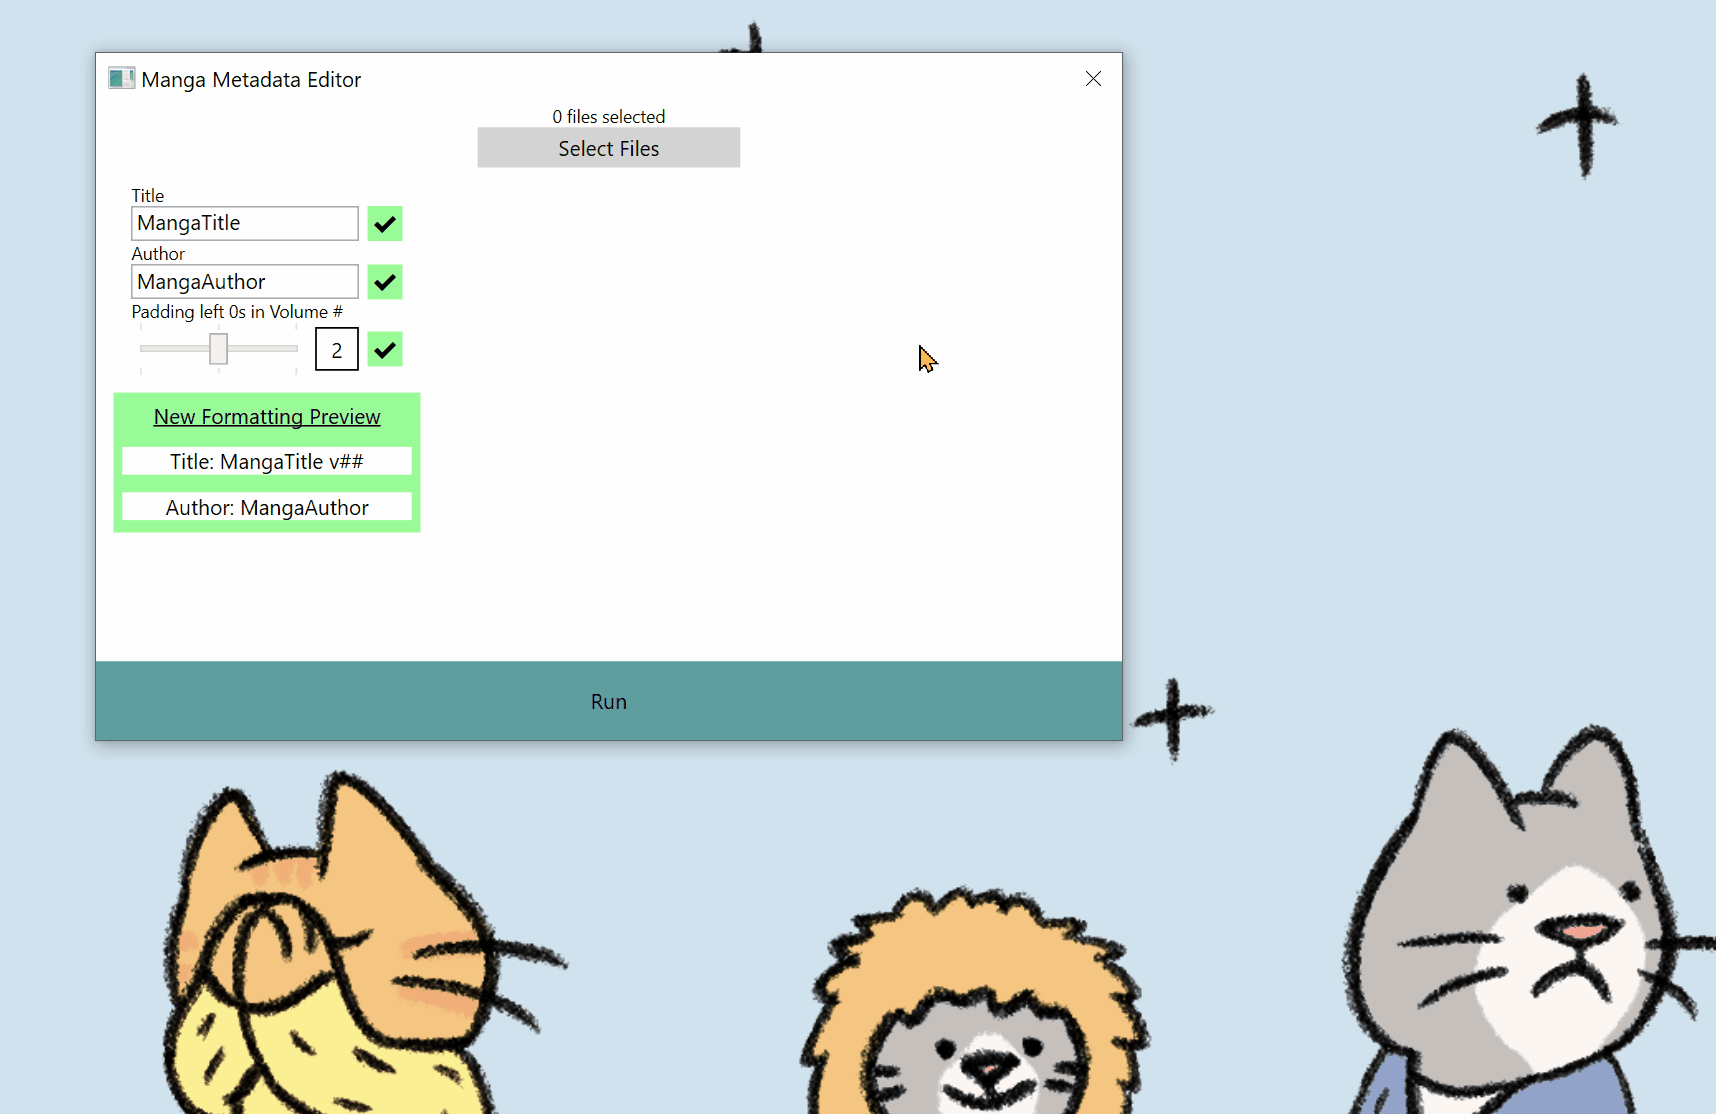 Manga Metadata Editor
0 files selected
Select Files
Title
MangaTitle
Author
MangaAuthor
Padding left 0s in Volume #
2
New Formatting Preview
Title: MangaTitle v##
Author: MangaAuthor
Run